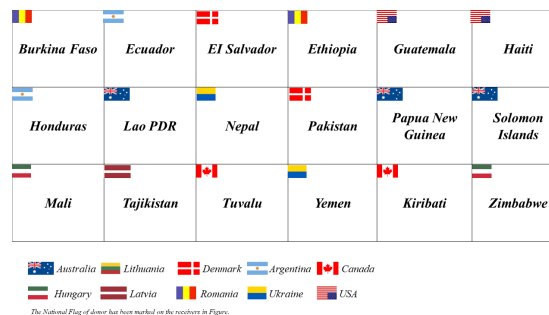 Burkina Faso Ecuador EI Salvador Ethiopia Guatemala Haiti
Honduras Lao PDR Nepal Pakistan Papua New Guinea Solomon Islands
Mali Tajikistan Tuvalu Yemen Kiribati Zimbabwe
Australia Lithuania Denmark Argentina Canada
Hungary Latvia Romania Ukraine USA
The National Flag of donor has been marked on the receivers in Figure.